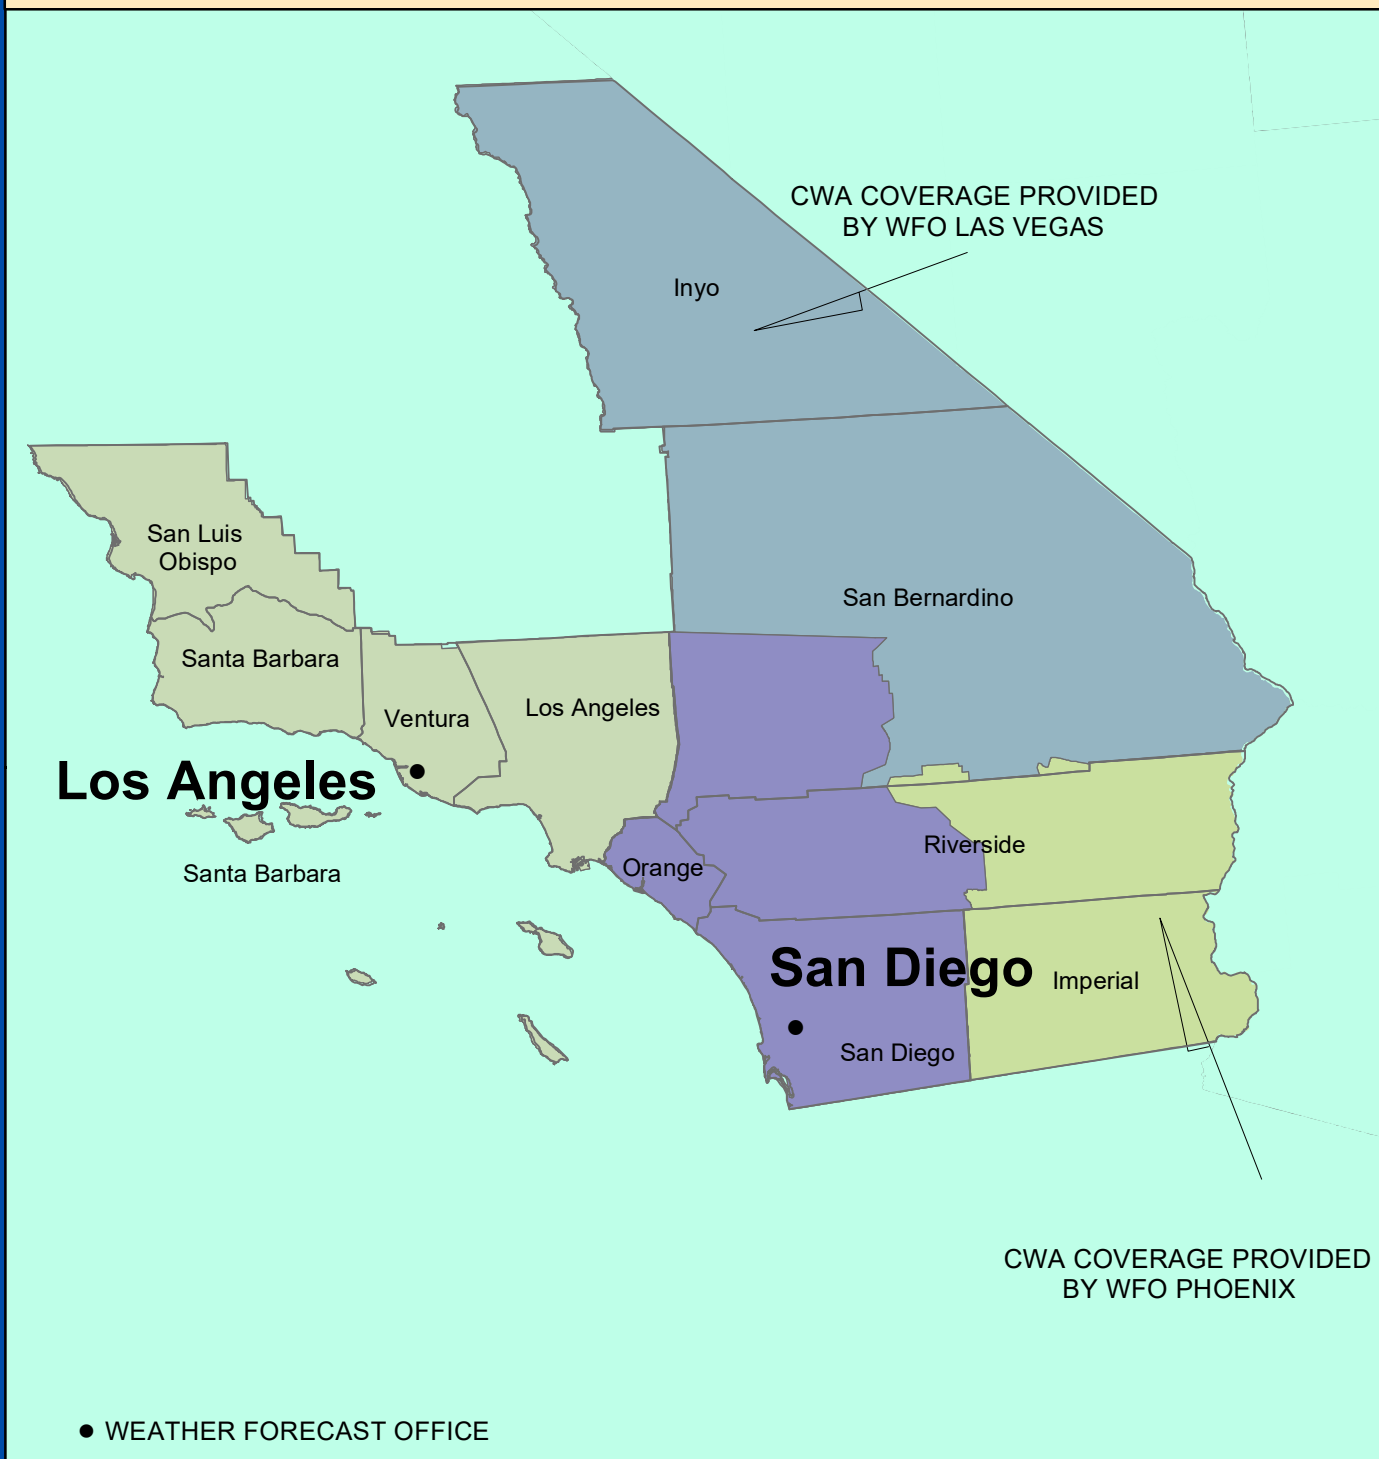 CWA COVERAGE PROVIDED
BY WFO LAS VEGAS
Inyo
San Luis
Obispo
San Bernardino
Santa Barbara
Ventura
Los Angeles
Los Angeles
Riverside
Orange
Santa Barbara
San Diego
Imperial
San Diego
CWA COVERAGE PROVIDED
BY WFO PHOENIX
WEATHER FORECAST OFFICE